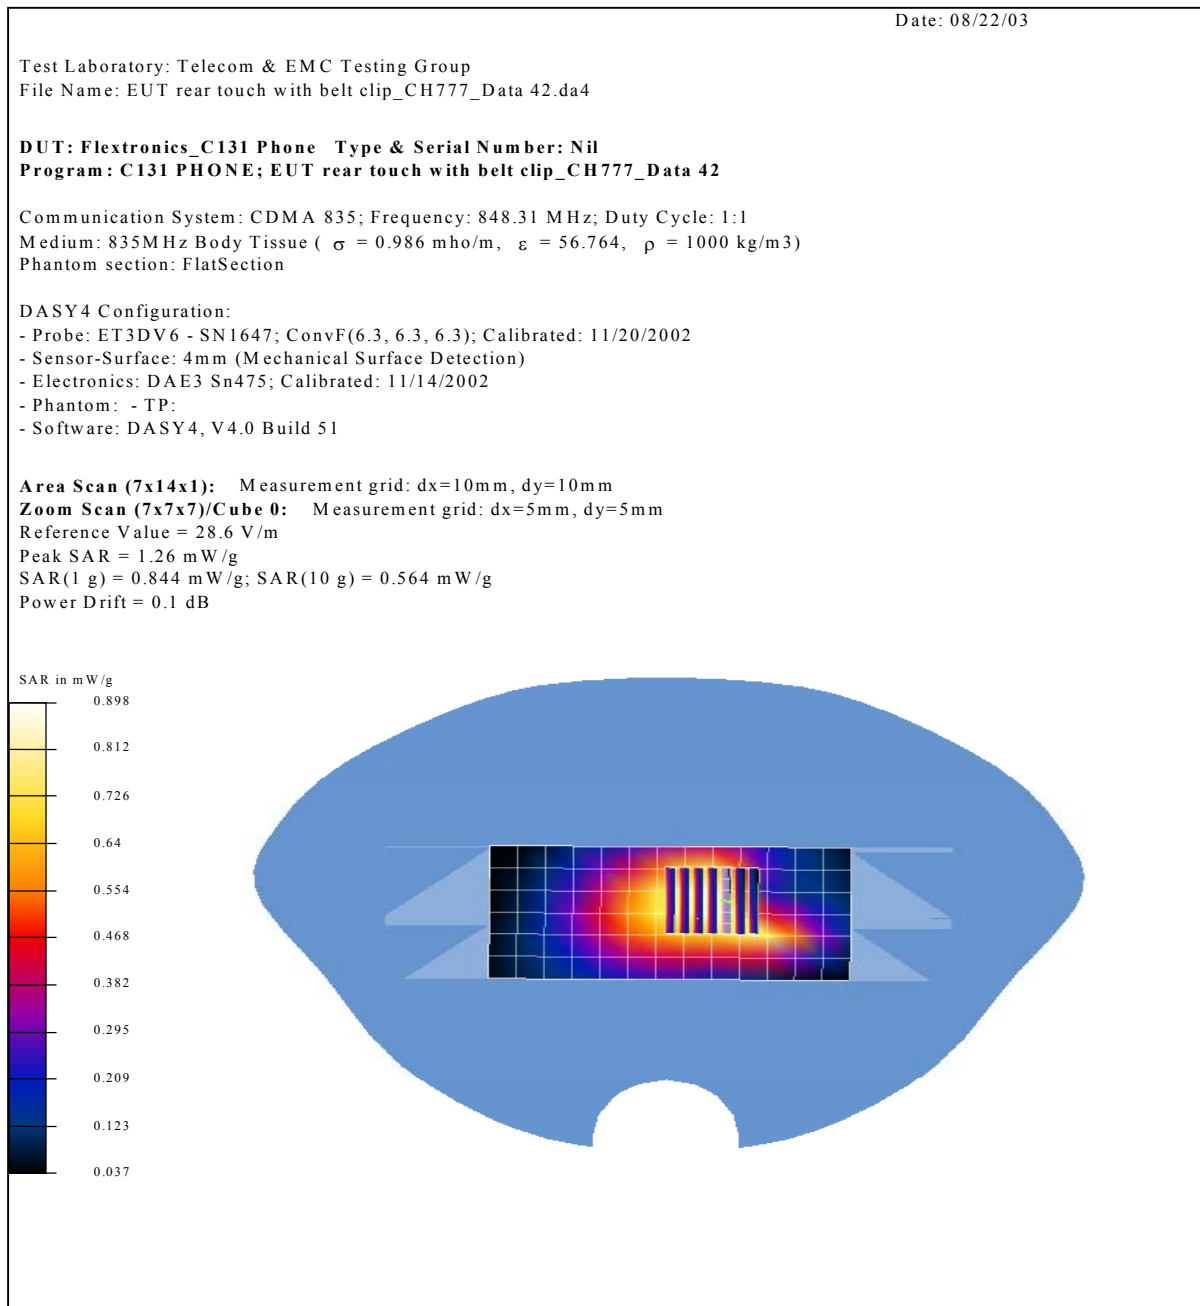 Date: 08/22/03
Test Laboratory: Telecom & EMC Testing Group
File Name: EUT rear touch with belt clip_CH777_Data 42.da4
DUT: Flextronics_C131 Phone Type & Serial Number: Nil
Program: C131 PHONE; EUT rear touch with belt clip_CH777_Data 42
Communication System: CDMA 835; Frequency: 848.31 MHz; Duty Cycle: 1:1
Medium: 835MHz Body Tissue ( σ = 0.986 mho/m, ε = 56.764, ρ = 1000 kg/m3)
Phantom section: FlatSection
DASY4 Configuration:
- Probe: ET3DV6 - SN1647; ConvF(6.3, 6.3, 6.3); Calibrated: 11/20/2002
- Sensor-Surface: 4mm (Mechanical Surface Detection)
- Electronics: DAE3 Sn475; Calibrated: 11/14/2002
- Phantom: - TP:
- Software: DASY4, V4.0 Build 51
Area Scan (7x14x1): Measurement grid: dx=10mm, dy=10mm
Zoom Scan (7x7x7)/Cube 0: Measurement grid: dx=5mm, dy=5mm
Reference Value = 28.6 V/m
Peak SAR = 1.26 mW/g
SAR(1 g) = 0.844 mW/g; SAR(10 g) = 0.564 mW/g
Power Drift = 0.1 dB
SAR in mW/g
0.898
0.812
0.726
0.64
0.554
0.468
0.382
0.295
0.209
0.123
0.037